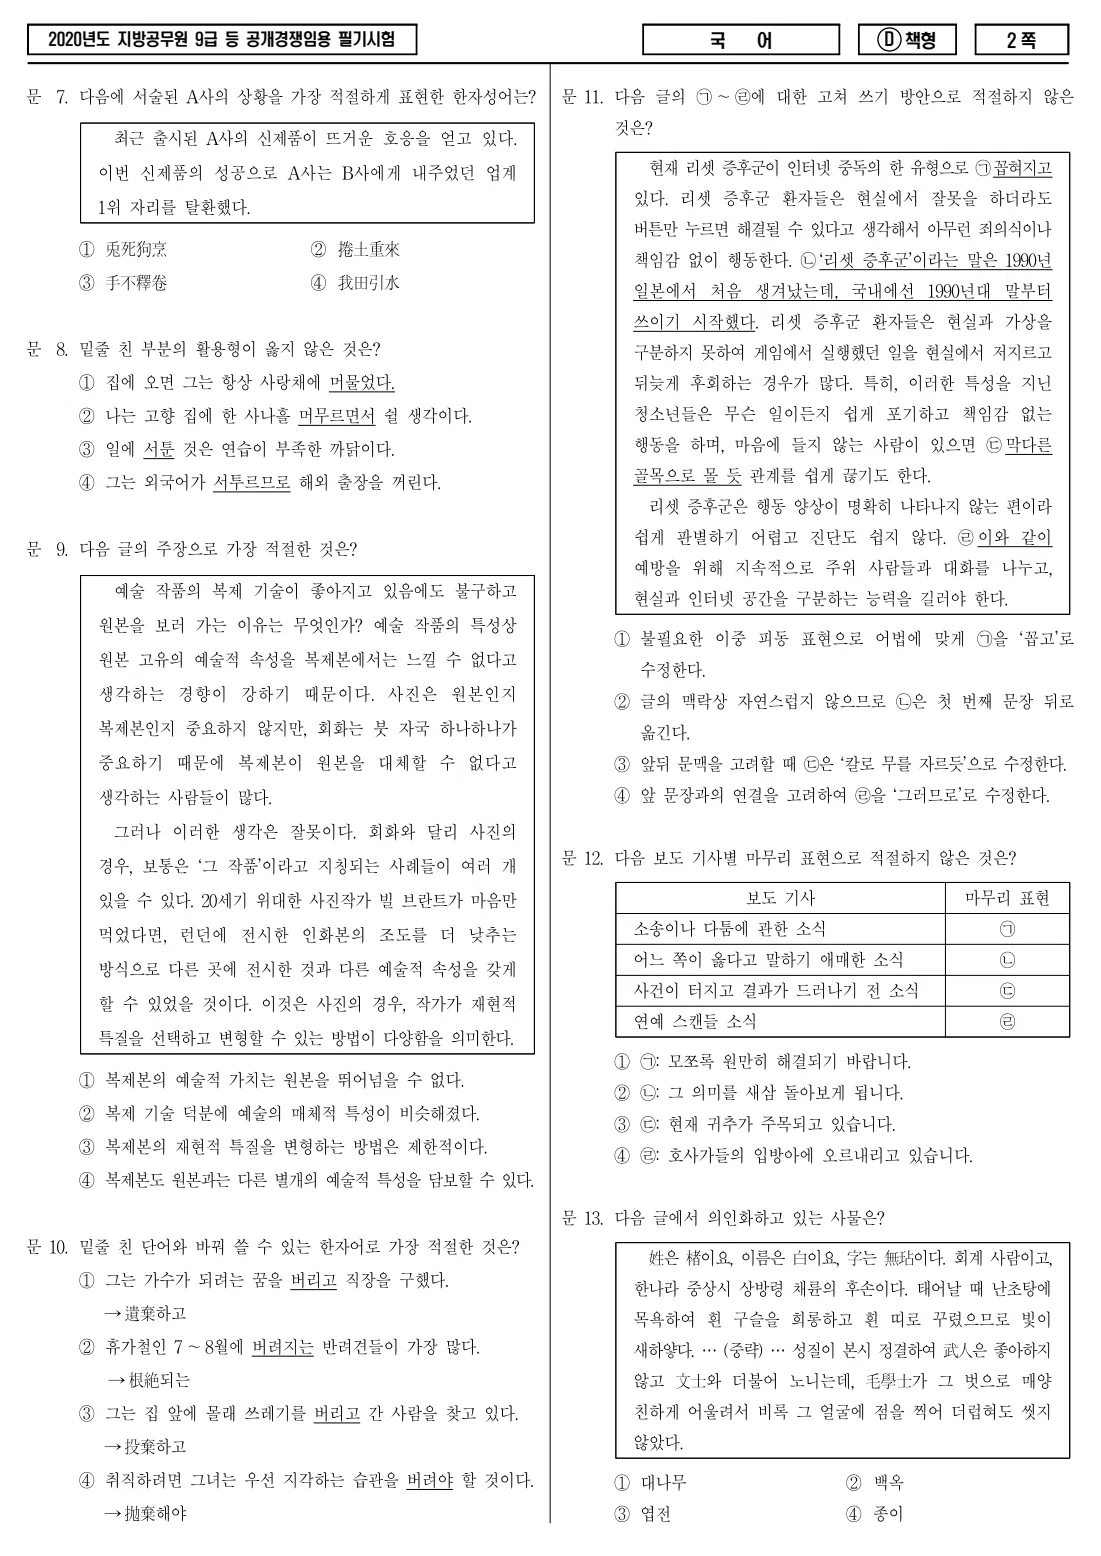 2020년도 지방공무원 9급 등 공개경쟁임용 필기시험
국 어
Ⓓ 책형
2 쪽
문 7. 다음에 서술된 A사의 상황을 가장 적절하게 표현한 한자성어는?
최근 출시된 A사의 신제품이 뜨거운 호응을 얻고 있다.
이번 신제품의 성공으로 A사는 B사에게 내주었던 업계
1위 자리를 탈환했다.
① 兎死狗烹 ② 捲土重來
③ 手不釋卷 ④ 我田引水
문 8. 밑줄 친 부분의 활용형이 옳지 않은 것은?
① 집에 오면 그는 항상 사랑채에 머물었다.
② 나는 고향 집에 한 사나흘 머무르면서 쉴 생각이다.
③ 일에 서툰 것은 연습이 부족한 까닭이다.
④ 그는 외국어가 서투르므로 해외 출장을 꺼린다.
문 9. 다음 글의 주장으로 가장 적절한 것은?
예술 작품의 복제 기술이 좋아지고 있음에도 불구하고
원본을 보러 가는 이유는 무엇인가? 예술 작품의 특성상
원본 고유의 예술적 속성을 복제본에서는 느낄 수 없다고
생각하는 경향이 강하기 때문이다. 사진은 원본인지
복제본인지 중요하지 않지만, 회화는 붓 자국 하나하나가
중요하기 때문에 복제본이 원본을 대체할 수 없다고
생각하는 사람들이 많다.
그러나 이러한 생각은 잘못이다. 회화와 달리 사진의
경우, 보통은 ‘그 작품’이라고 지칭되는 사례들이 여러 개
있을 수 있다. 20세기 위대한 사진작가 빌 브란트가 마음만
먹었다면, 런던에 전시한 인화본의 조도를 더 낮추는
방식으로 다른 곳에 전시한 것과 다른 예술적 속성을 갖게
할 수 있었을 것이다. 이것은 사진의 경우, 작가가 재현적
특질을 선택하고 변형할 수 있는 방법이 다양함을 의미한다.
① 복제본의 예술적 가치는 원본을 뛰어넘을 수 없다.
② 복제 기술 덕분에 예술의 매체적 특성이 비슷해졌다.
③ 복제본의 재현적 특질을 변형하는 방법은 제한적이다.
④ 복제본도 원본과는 다른 별개의 예술적 특성을 담보할 수 있다.
문 10. 밑줄 친 단어와 바꿔 쓸 수 있는 한자어로 가장 적절한 것은?
① 그는 가수가 되려는 꿈을 버리고 직장을 구했다.
→遺棄하고
② 휴가철인 7 ~ 8월에 버려지는 반려견들이 가장 많다.
→根絶되는
③ 그는 집 앞에 몰래 쓰레기를 버리고 간 사람을 찾고 있다.
→投棄하고
④ 취직하려면 그녀는 우선 지각하는 습관을 버려야 할 것이다.
→抛棄해야
문 11. 다음 글의 ㉠ ~ ㉣에 대한 고쳐 쓰기 방안으로 적절하지 않은
것은?
현재 리셋 증후군이 인터넷 중독의 한 유형으로 ㉠꼽혀지고
있다. 리셋 증후군 환자들은 현실에서 잘못을 하더라도
버튼만 누르면 해결될 수 있다고 생각해서 아무런 죄의식이나
책임감 없이 행동한다. ㉡‘리셋 증후군’이라는 말은 1990년
일본에서 처음 생겨났는데, 국내에선 1990년대 말부터
쓰이기 시작했다. 리셋 증후군 환자들은 현실과 가상을
구분하지 못하여 게임에서 실행했던 일을 현실에서 저지르고
뒤늦게 후회하는 경우가 많다. 특히, 이러한 특성을 지닌
청소년들은 무슨 일이든지 쉽게 포기하고 책임감 없는
행동을 하며, 마음에 들지 않는 사람이 있으면 ㉢막다른
골목으로 몰 듯 관계를 쉽게 끊기도 한다.
리셋 증후군은 행동 양상이 명확히 나타나지 않는 편이라
쉽게 판별하기 어렵고 진단도 쉽지 않다. ㉣이와 같이
예방을 위해 지속적으로 주위 사람들과 대화를 나누고,
현실과 인터넷 공간을 구분하는 능력을 길러야 한다.
① 불필요한 이중 피동 표현으로 어법에 맞게 ㉠을 ‘꼽고’로
수정한다.
② 글의 맥락상 자연스럽지 않으므로 ㉡은 첫 번째 문장 뒤로
옮긴다.
③ 앞뒤 문맥을 고려할 때 ㉢은 ‘칼로 무를 자르듯’으로 수정한다.
④ 앞 문장과의 연결을 고려하여 ㉣을 ‘그러므로’로 수정한다.
문 12. 다음 보도 기사별 마무리 표현으로 적절하지 않은 것은?
보도 기사 마무리 표현
소송이나 다툼에 관한 소식 ㉠
어느 쪽이 옳다고 말하기 애매한 소식 ㉡
사건이 터지고 결과가 드러나기 전 소식 ㉢
연예 스캔들 소식 ㉣
① ㉠: 모쪼록 원만히 해결되기 바랍니다.
② ㉡: 그 의미를 새삼 돌아보게 됩니다.
③ ㉢: 현재 귀추가 주목되고 있습니다.
④ ㉣: 호사가들의 입방아에 오르내리고 있습니다.
문 13. 다음 글에서 의인화하고 있는 사물은?
姓은 楮이요, 이름은 白이요, 字는 無玷이다. 회계 사람이고,
한나라 중상시 상방령 채륜의 후손이다. 태어날 때 난초탕에
목욕하여 흰 구슬을 희롱하고 흰 띠로 꾸렸으므로 빛이
새하얗다. … (중략) … 성질이 본시 정결하여 武人은 좋아하지
않고 文士와 더불어 노니는데, 毛學士가 그 벗으로 매양
친하게 어울려서 비록 그 얼굴에 점을 찍어 더럽혀도 씻지
않았다.
① 대나무 ② 백옥
③ 엽전 ④ 종이